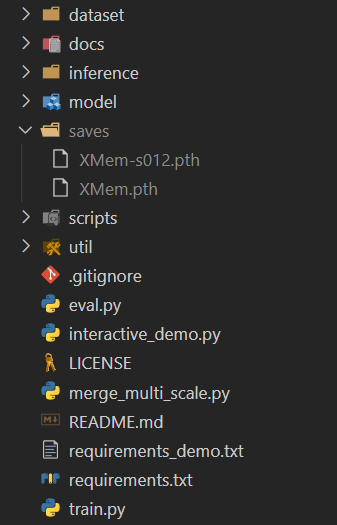 dataset
docs
inference
model
saves
XMem-s012.pth
XMem.pth
scripts
util
.gitignore
eval.py
interactive_demo.py
LICENSE
merge_multi_scale.py
README.md
requirements_demo.txt
requirements.txt
train.py